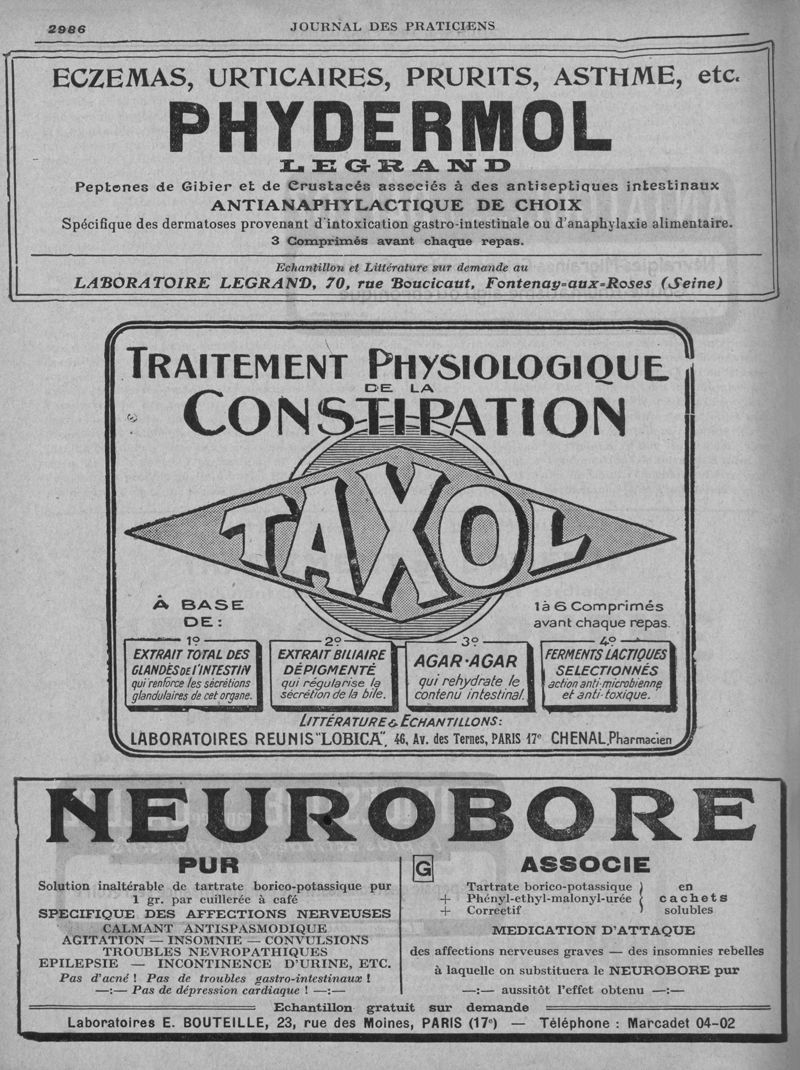 2986
JOURNAL DES PRATICIENS
ECZEMAS, URTICAIRES, PRURITS, ASTHME, etc.
PHYDERMOL
LEGRAND
Peptones de Gibier et de Crustacés associés à des antiseptiques intestinaux
ANTIANAPHYLACTIQUE DE CHOIX
Spécifique des dermatoses provenant d'intoxication gastro-intestinale ou d'anaphylaxie alimentaire.
3 Comprimés avant chaque repas.
Echantillon et Littérature sur demande au
LABORATOIRE LEGRAND, 70, rue Boucicaut, Fontenay-aux-Roses (Seine)
TRAITEMENT PHYSIOLOGIQUE
DE LA
CONSTIPATION
TAXOL
À BASE
DE:
1à 6 Comprimés
avant chaque repas.
1º
EXTRAIT TOTAL DES
GLANDES DE l'INTESTIN
qui renforce les sécrétions
glandulaires de cet organe.
2º
EXTRAIT BILIAIRE
DÉPIGMENTÉ
qui régularise la
sécrétion de la bile.
3º
AGAR-AGAR
qui rehydrate le
contenu intestinal.
4º
FERMENTS LACTIQUES
SELECTIONNÉS
action anti-microbienne
et anti-toxique.
LITTÉRATURE & ECHANTILLONS:
LABORATOIRES REUNIS "LOBICA", 46, Av. des Ternes, PARIS 17e CHENAL, Pharmacien
NEUROBORE
PUR
Solution inaltérable de tartrate borico-potassique pur
1 gr. par cuillerée à café
SPECIFIQUE DES AFFECTIONS NERVEUSES
CALMANT ANTISPASMODIQUE
AGITATION — INSOMNIE — CONVULSIONS
TROUBLES NEVROPATHIQUES
EPILEPSIE — INCONTINENCE D'URINE, ETC.
Pas d'acné ! Pas de troubles gastro-intestinaux !
—:— Pas de dépression cardiaque ! —:—
G
ASSOCIE
Tartrate borico-potassique
+ Phényl-ethyl-malonyl-urée
+ Correctif
en
cachets
solubles
MEDICATION D'ATTAQUE
des affections nerveuses graves — des insomnies rebelles
à laquelle on substituera le NEUROBORE pur
—:— aussitôt l'effet obtenu —:—
Echantillon gratuit sur demande
Laboratoires E. BOUTEILLE, 23, rue des Moines, PARIS (17e) — Téléphone : Marcadet 04-02